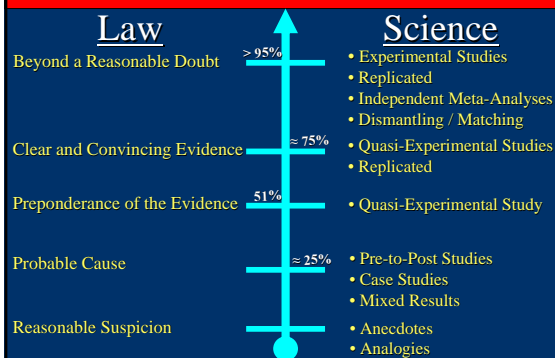 Law
Science
Beyond a Reasonable Doubt
> 95%
• Experimental Studies
• Replicated
• Independent Meta-Analyses
• Dismantling / Matching
Clear and Convincing Evidence
≈ 75%
• Quasi-Experimental Studies
• Replicated
Preponderance of the Evidence
51%
• Quasi-Experimental Study
Probable Cause
≈ 25%
• Pre-to-Post Studies
• Case Studies
• Mixed Results
Reasonable Suspicion
• Anecdotes
• Analogies